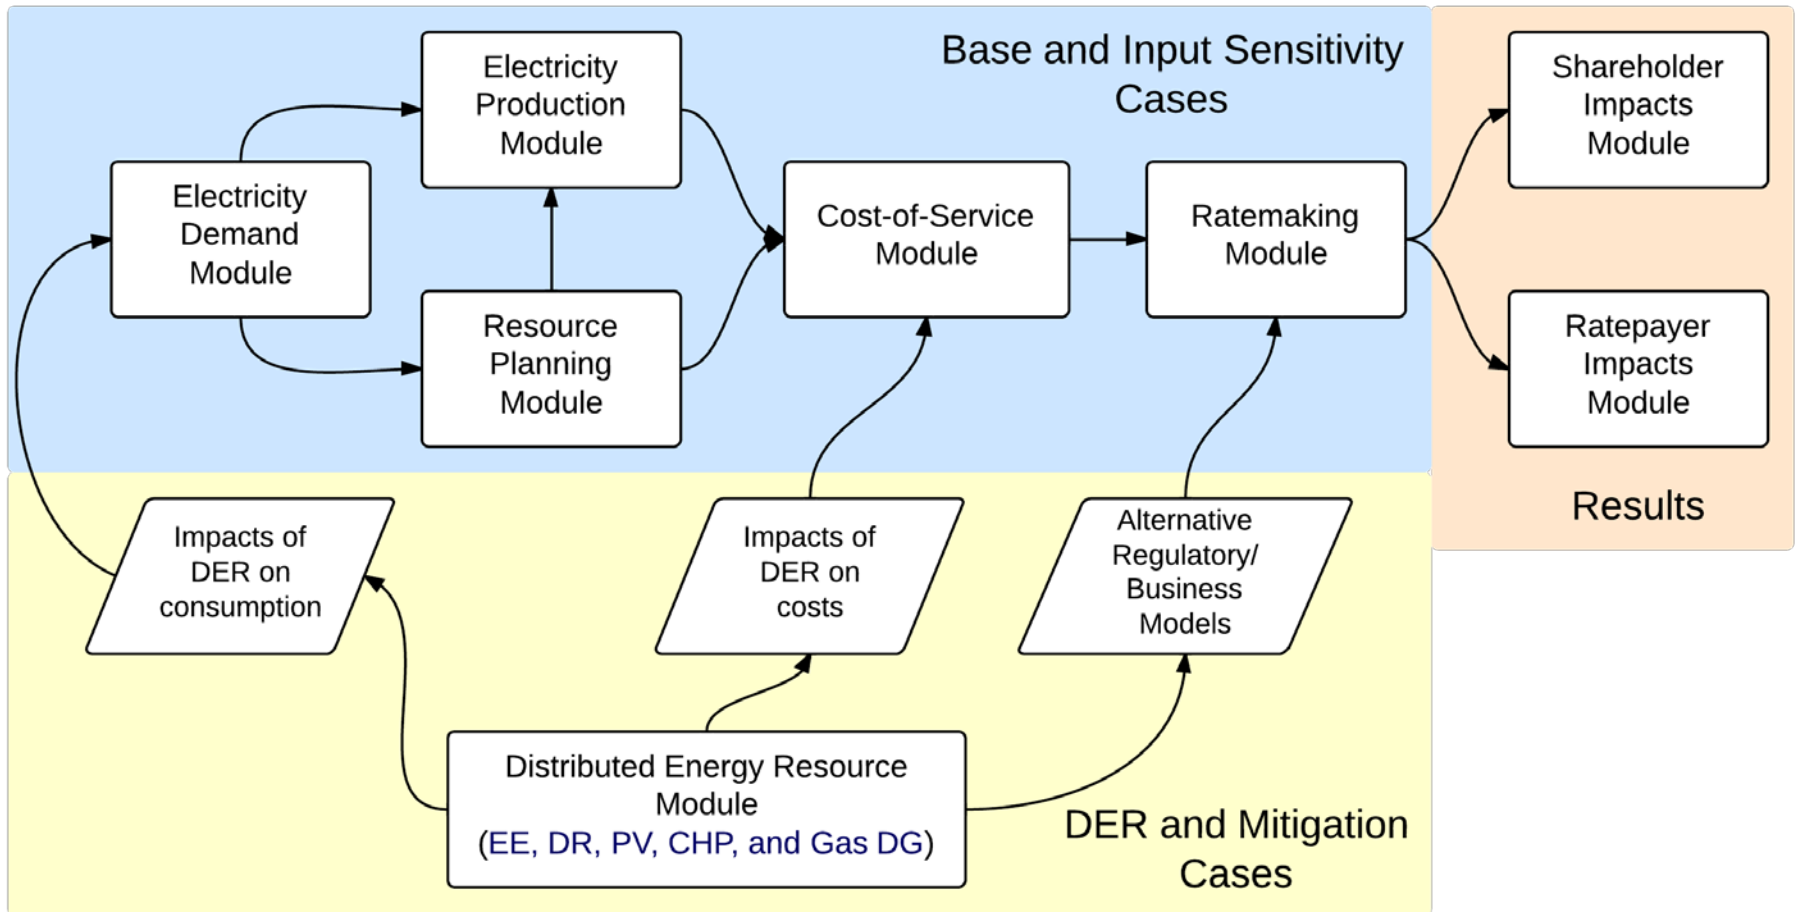 Base and Input Sensitivity
Cases
Electricity
Production
Module
Electricity
Demand
Module
Resource
Planning
Module
Cost-of-Service
Module
Ratemaking
Module
Shareholder
Impacts
Module
Ratepayer
Impacts
Module
Results
Impacts of
DER on
consumption
Impacts of
DER on
costs
Alternative
Regulatory/
Business
Models
Distributed Energy Resource
Module
(EE, DR, PV, CHP, and Gas DG)
DER and Mitigation
Cases